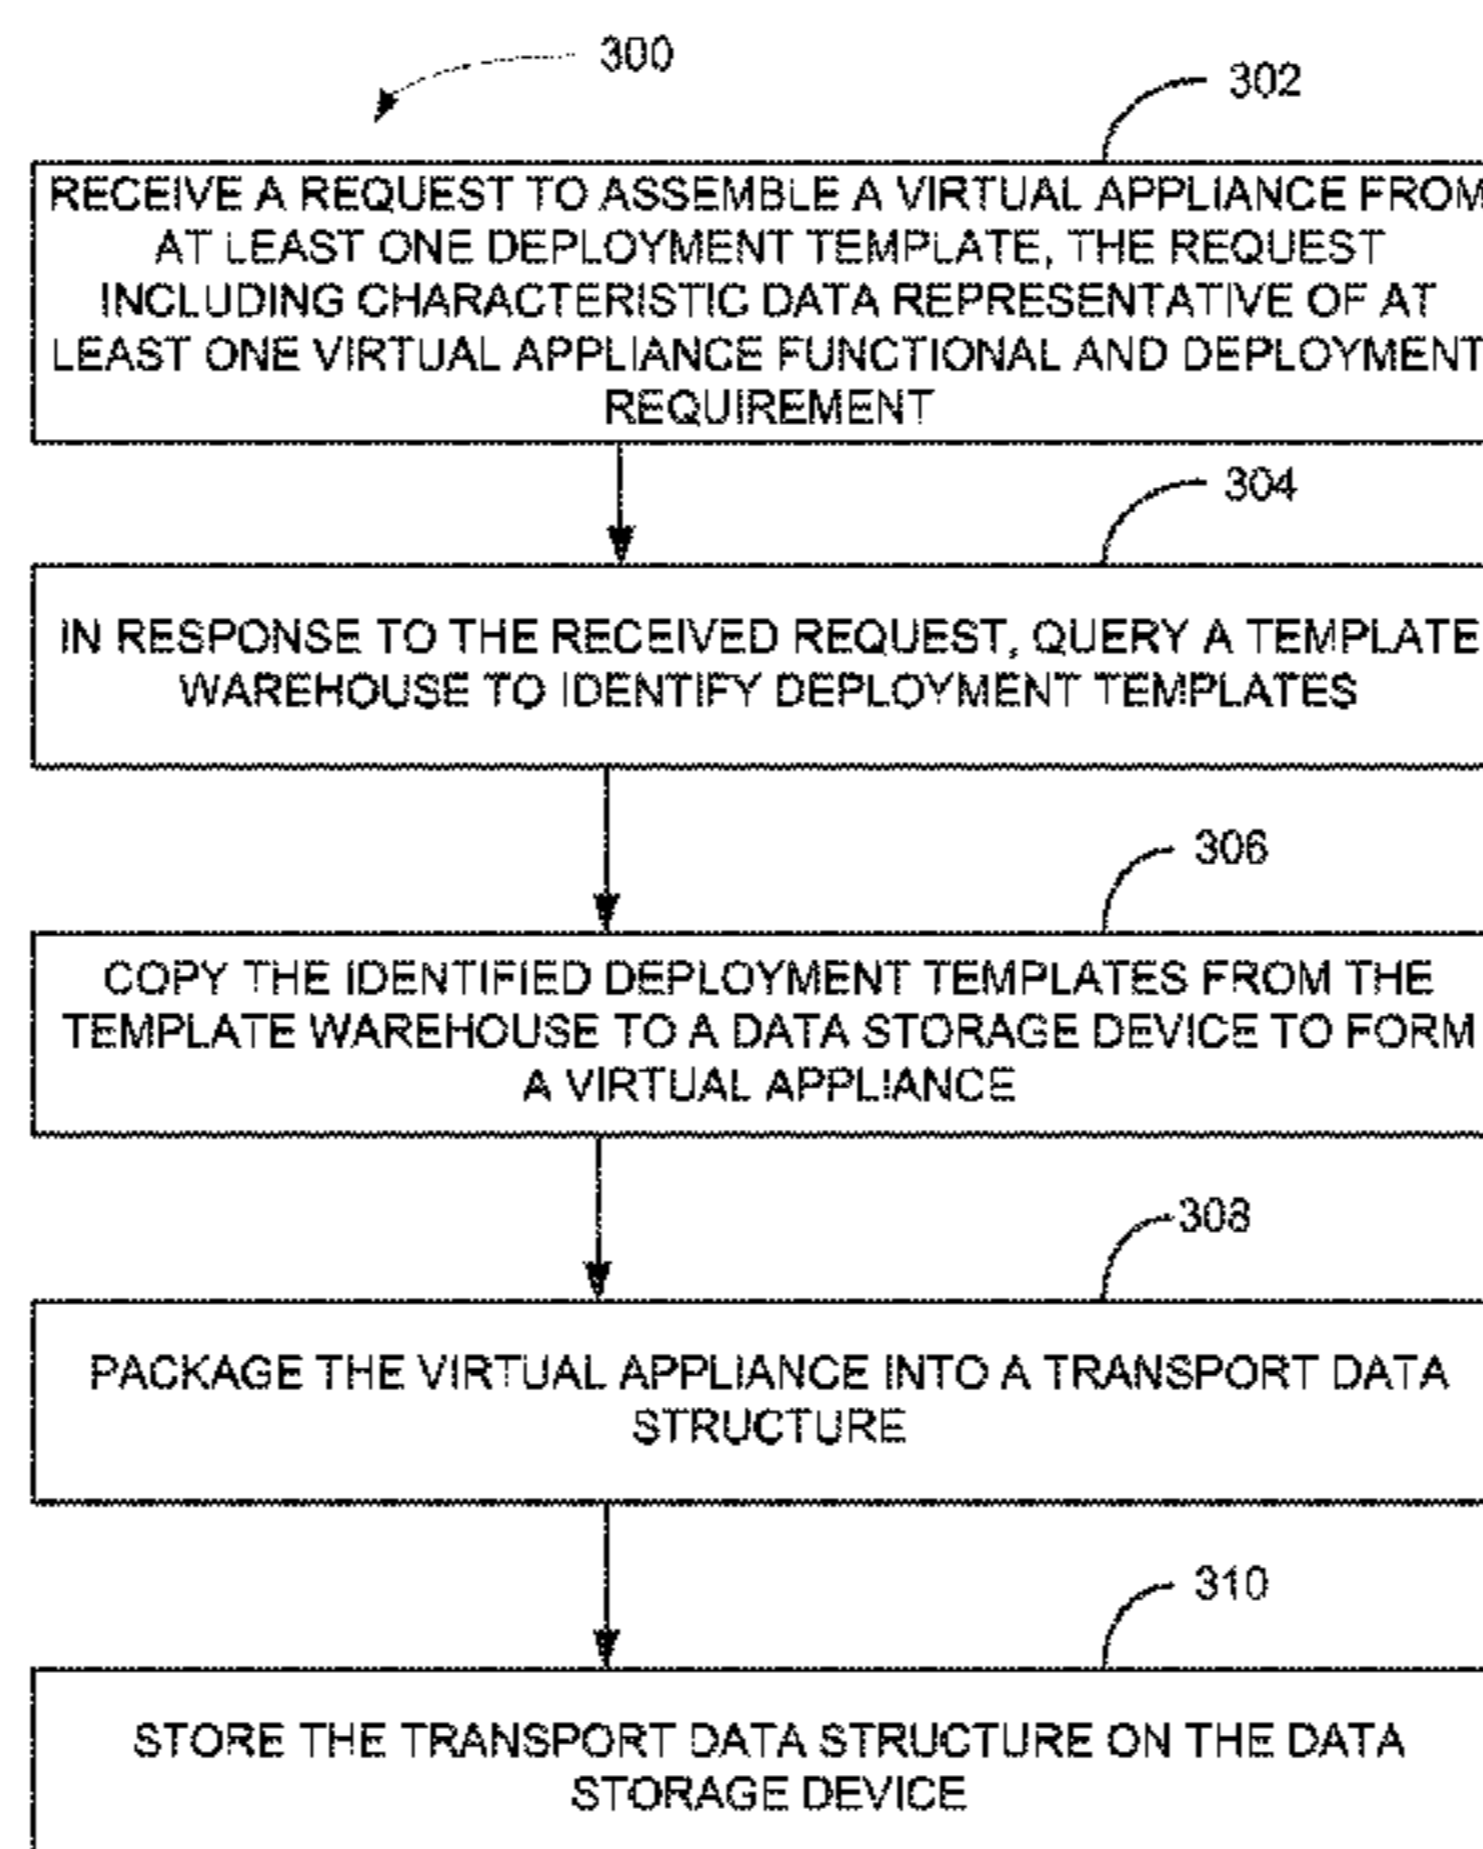 300
302
RECEIVE A REQUEST TO ASSEMBLE A VIRTUAL APPLIANCE FROM
AT LEAST ONE DEPLOYMENT TEMPLATE, THE REQUEST
INCLUDING CHARACTERISTIC DATA REPRESENTATIVE OF AT
LEAST ONE VIRTUAL APPLIANCE FUNCTIONAL AND DEPLOYMENT
REQUIREMENT
304
IN RESPONSE TO THE RECEIVED REQUEST, QUERY A TEMPLATE
WAREHOUSE TO IDENTIFY DEPLOYMENT TEMPLATES
306
COPY THE IDENTIFIED DEPLOYMENT TEMPLATES FROM THE
TEMPLATE WAREHOUSE TO A DATA STORAGE DEVICE TO FORM
A VIRTUAL APPLIANCE
308
PACKAGE THE VIRTUAL APPLIANCE INTO A TRANSPORT DATA
STRUCTURE
310
STORE THE TRANSPORT DATA STRUCTURE ON THE DATA
STORAGE DEVICE